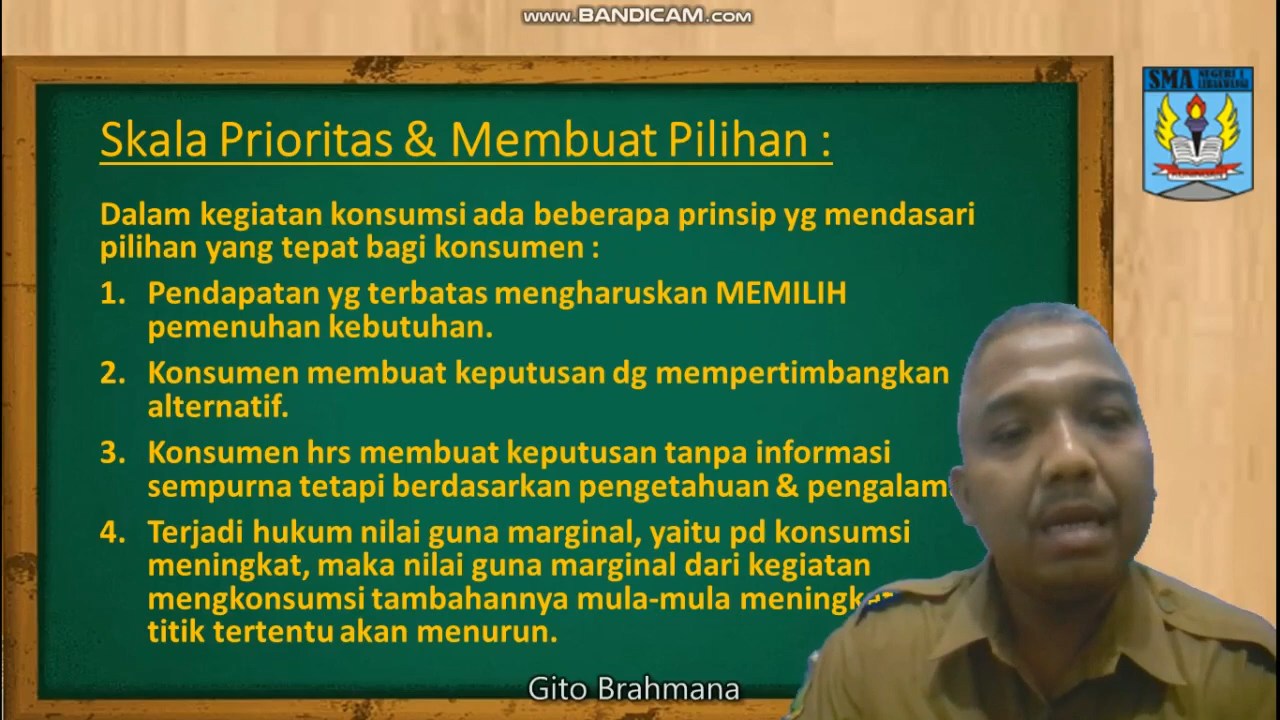 www.BANDICAM.com
SMA NEGERI 1
Skala Prioritas & Membuat Pilihan :
Dalam kegiatan konsumsi ada beberapa prinsip yg mendasari
pilihan yang tepat bagi konsumen :
1. Pendapatan yg terbatas mengharuskan MEMILIH
pemenuhan kebutuhan.
2. Konsumen membuat keputusan dg mempertimbangkan
alternatif.
3. Konsumen hrs membuat keputusan tanpa informasi
sempurna tetapi berdasarkan pengetahuan & pengalam
4. Terjadi hukum nilai guna marginal, yaitu pd konsumsi
meningkat, maka nilai guna marginal dari kegiatan
mengkonsumsi tambahannya mula-mula
titik tertentu akan menurun.
Gito Brahmana